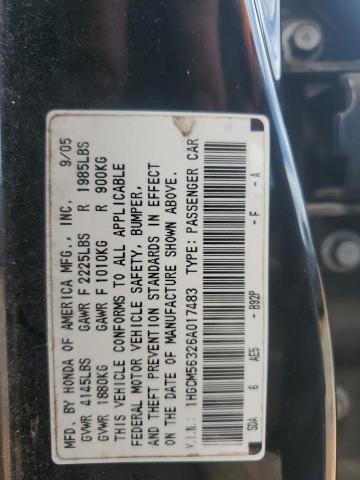 MFD. BY HONDA OF AMERICA MFG., INC. 9/05
GVWR 4145LBS GAWR F 2225LBS R 1985LBS
GVWR 1880KG GAWR F1010KG R 900KG
THIS VEHICLE CONFORMS TO ALL APPLICABLE
FEDERAL MOTOR VEHICLE SAFETY, BUMPER,
AND THEFT PREVENTION STANDARDS IN EFFECT
ON THE DATE OF MANUFACTURE SHOWN ABOVE.
V.I.N.: 1HGCM56326A017483 TYPE: PASSENGER CAR
SDA 6 AE5 - B92P - F - A